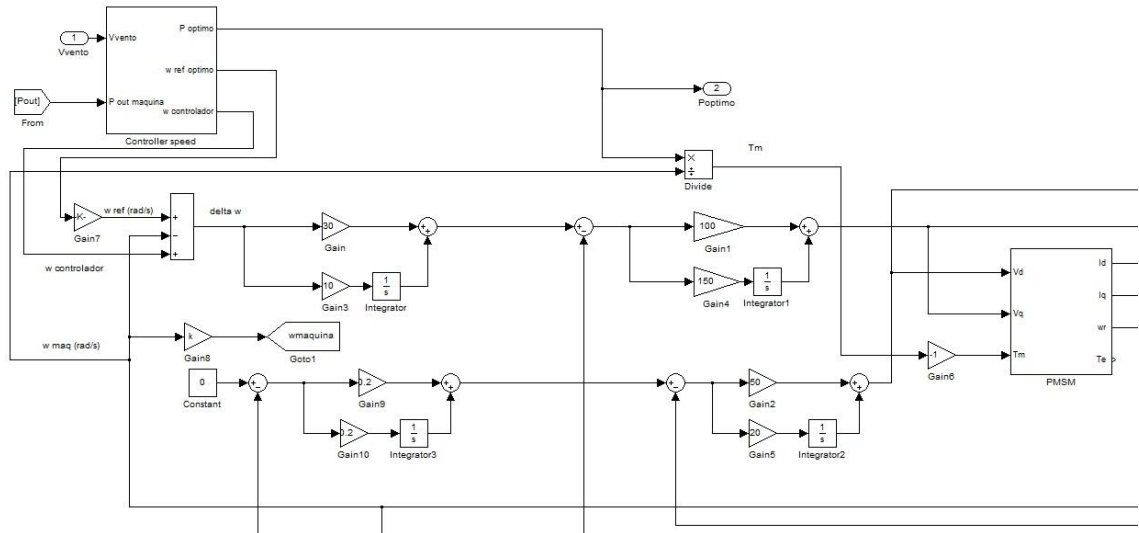 P optimo
1
Vvento
Vvento
w ref optimo
2
Poptimo
[Pout]
From
P out maquina
w controlador
Controller speed
Tm
×
÷
Divide
w ref (rad/s)
-K-
Gain7
+
−
+
delta w
30
Gain
+
+
−
+
100
Gain1
+
+
w controlador
10
Gain3
1
s
Integrator
150
Gain4
1
s
Integrator1
Vd
Id
Vq
Iq
wr
Tm
Te
PMSM
k
Gain8
wmaquina
Goto1
w maq (rad/s)
-1
Gain6
0
Constant
+
−
0.2
Gain9
+
+
+
−
50
Gain2
+
+
0.2
Gain10
1
s
Integrator3
20
Gain5
1
s
Integrator2